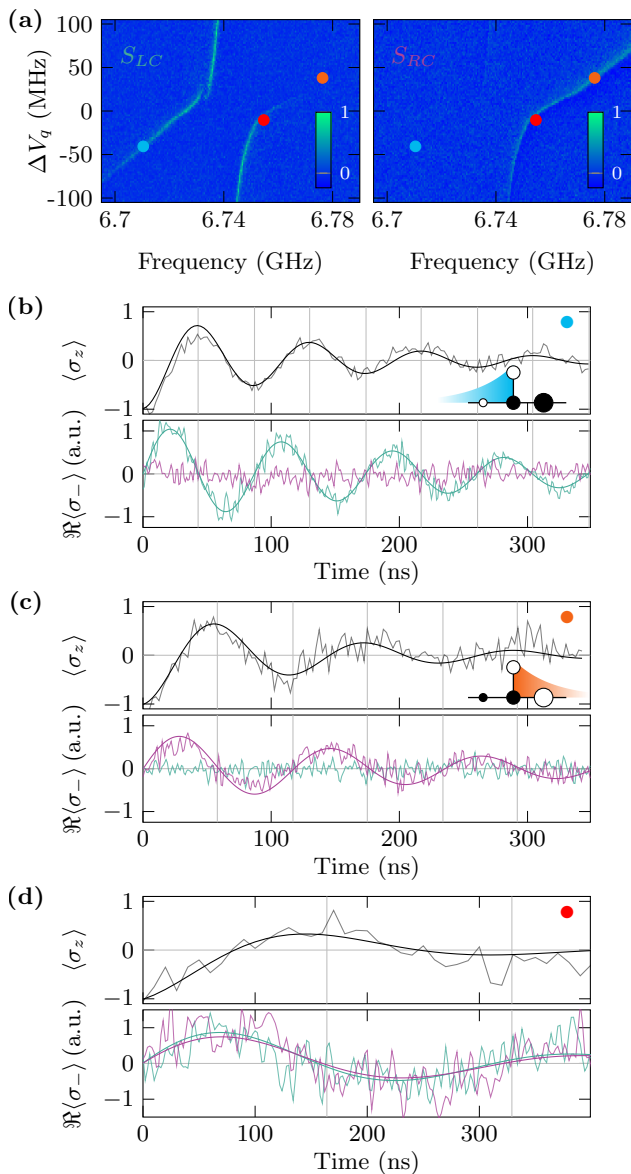 (a)
S_LC
S_RC
ΔV_q (MHz)
100
50
0
-50
-100
1
0
1
0
6.7 6.74 6.78
6.7 6.74 6.78
Frequency (GHz)
Frequency (GHz)
(b)
⟨σ_z⟩
1
0
−1
ℜ⟨σ_−⟩ (a.u.)
1
0
−1
0 100 200 300
Time (ns)
(c)
⟨σ_z⟩
1
0
−1
ℜ⟨σ_−⟩ (a.u.)
1
0
−1
0 100 200 300
Time (ns)
(d)
⟨σ_z⟩
1
0
−1
ℜ⟨σ_−⟩ (a.u.)
1
0
−1
0 100 200 300
Time (ns)